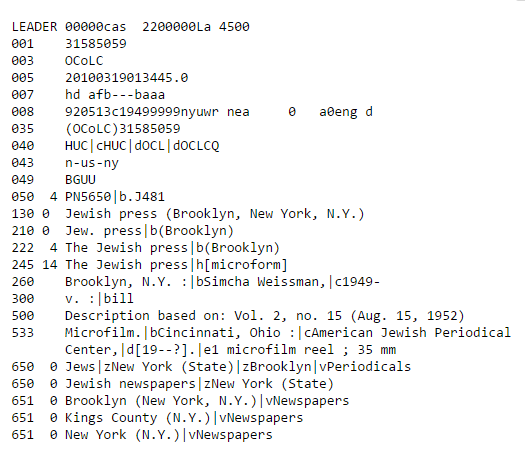 LEADER 00000cas  2200000La 4500
001    31585059
003    OCoLC
005    20100319013445.0
007    hd afb---baaa
008    920513c19499999nyuwr nea     0   a0eng d
035    (OCoLC)31585059
040    HUC|cHUC|dOCL|dOCLCQ
043    n-us-ny
049    BGUU
050  4 PN5650|b.J481
130 0  Jewish press (Brooklyn, New York, N.Y.)
210 0  Jew. press|b(Brooklyn)
222  4 The Jewish press|b(Brooklyn)
245 14 The Jewish press|h[microform]
260    Brooklyn, N.Y. :|bSimcha Weissman,|c1949-
300    v. :|bill
500    Description based on: Vol. 2, no. 15 (Aug. 15, 1952)
533    Microfilm.|bCincinnati, Ohio :|cAmerican Jewish Periodical
       Center,|d[19--?].|e1 microfilm reel ; 35 mm
650  0 Jews|zNew York (State)|zBrooklyn|vPeriodicals
650  0 Jewish newspapers|zNew York (State)
651  0 Brooklyn (New York, N.Y.)|vNewspapers
651  0 Kings County (N.Y.)|vNewspapers
651  0 New York (N.Y.)|vNewspapers